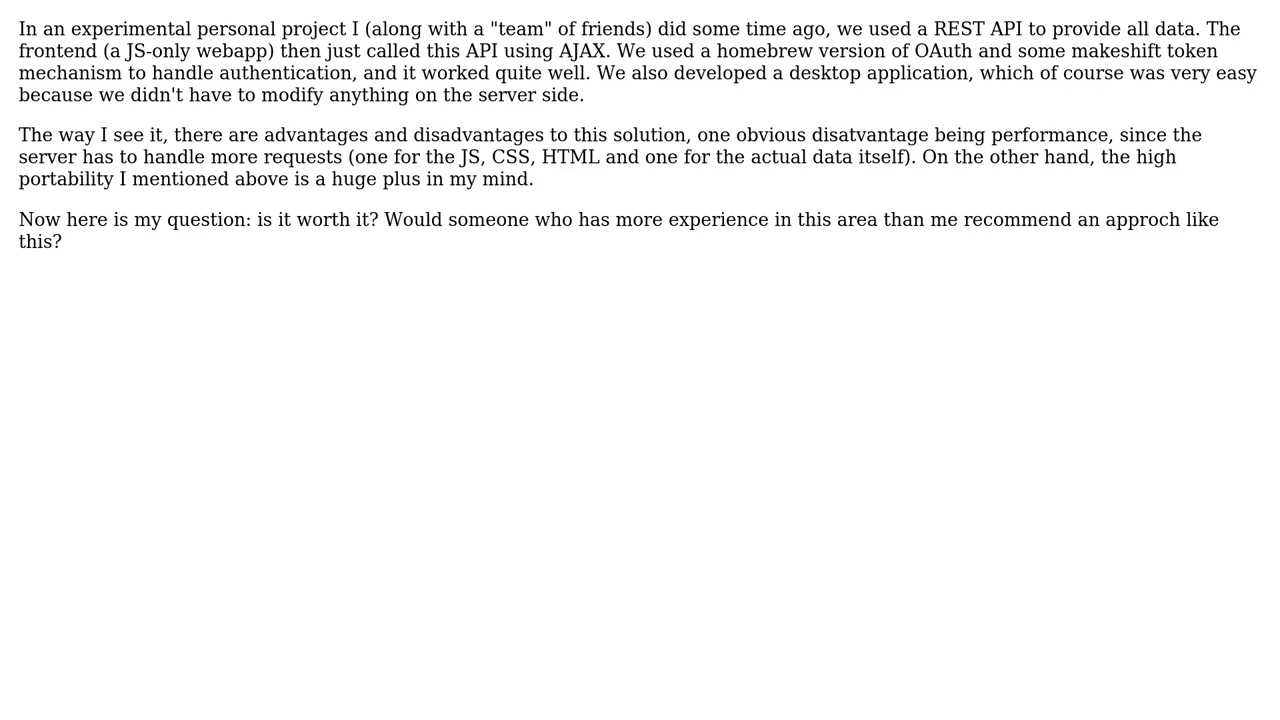 In an experimental personal project I (along with a "team" of friends) did some time ago, we used a REST API to provide all data. The
frontend (a JS-only webapp) then just called this API using AJAX. We used a homebrew version of OAuth and some makeshift token
mechanism to handle authentication, and it worked quite well. We also developed a desktop application, which of course was very easy
because we didn't have to modify anything on the server side.
The way I see it, there are advantages and disadvantages to this solution, one obvious disatvantage being performance, since the
server has to handle more requests (one for the JS, CSS, HTML and one for the actual data itself). On the other hand, the high
portability I mentioned above is a huge plus in my mind.
Now here is my question: is it worth it? Would someone who has more experience in this area than me recommend an approch like
this?